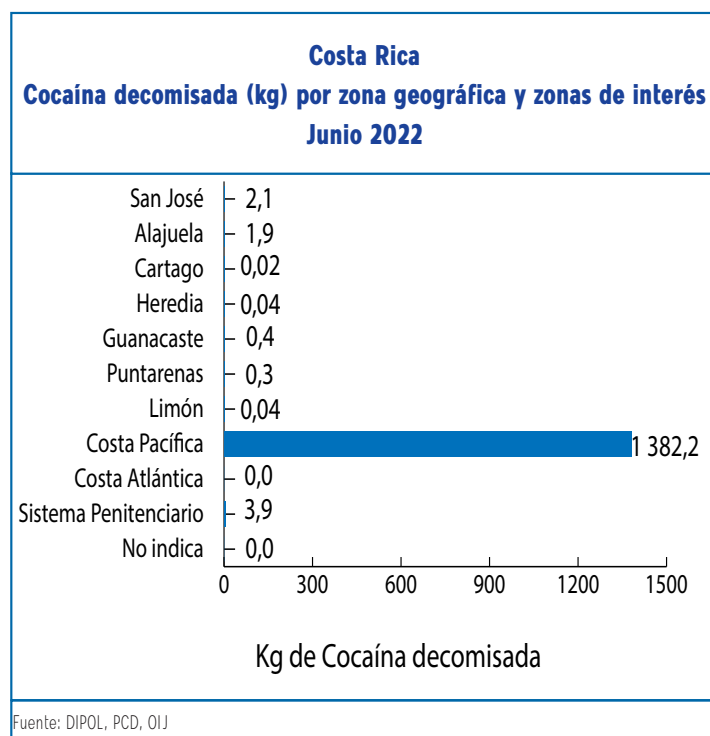 Costa Rica
Cocaína decomisada (kg) por zona geográfica y zonas de interés
Junio 2022
San José 2,1
Alajuela 1,9
Cartago 0,02
Heredia 0,04
Guanacaste 0,4
Puntarenas 0,3
Limón 0,04
Costa Pacífica 1 382,2
Costa Atlántica 0,0
Sistema Penitenciario 3,9
No indica 0,0
0 300 600 900 1200 1500
Kg de Cocaína decomisada
Fuente: DIPOL, PCD, OIJ